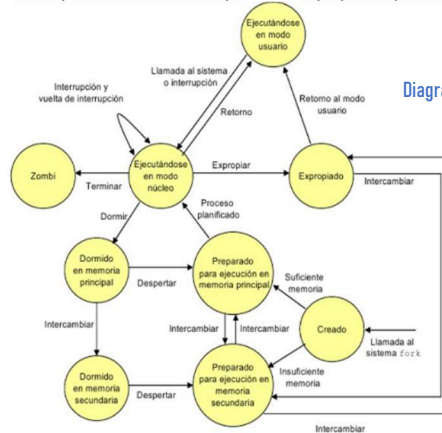 Ejecutándose
en modo
usuario
Llamada al sistema
o interrupción
Interrupción y
vuelta de interrupción
Diagra
Retorno
Retorno al modo
usuario
Zombi
Terminar
Ejecutándose
en modo
núcleo
Expropiar
Expropiado
Intercambiar
Dormir
Proceso
planificado
Dormido
en memoria
principal
Despertar
Preparado
para ejecución en
memoria principal
Suficiente
memoria
Intercambiar
Intercambiar
Intercambiar
Creado
Llamada al
sistema fork
Insuficiente
memoria
Dormido
en memoria
secundaria
Despertar
Preparado
para ejecución en
memoria
secundaria
Intercambiar